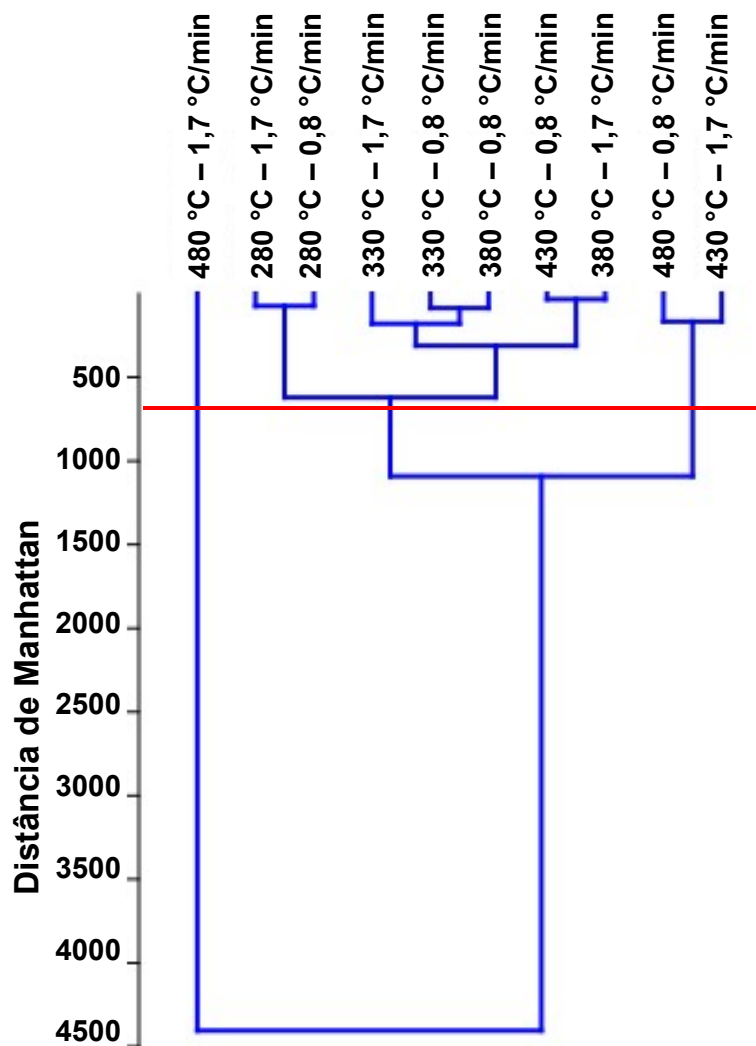 480 °C – 1,7 °C/min
280 °C – 1,7 °C/min
280 °C – 0,8 °C/min
330 °C – 1,7 °C/min
330 °C – 0,8 °C/min
380 °C – 0,8 °C/min
430 °C – 0,8 °C/min
380 °C – 1,7 °C/min
480 °C – 0,8 °C/min
430 °C – 1,7 °C/min
Distância de Manhattan
500
1000
1500
2000
2500
3000
3500
4000
4500